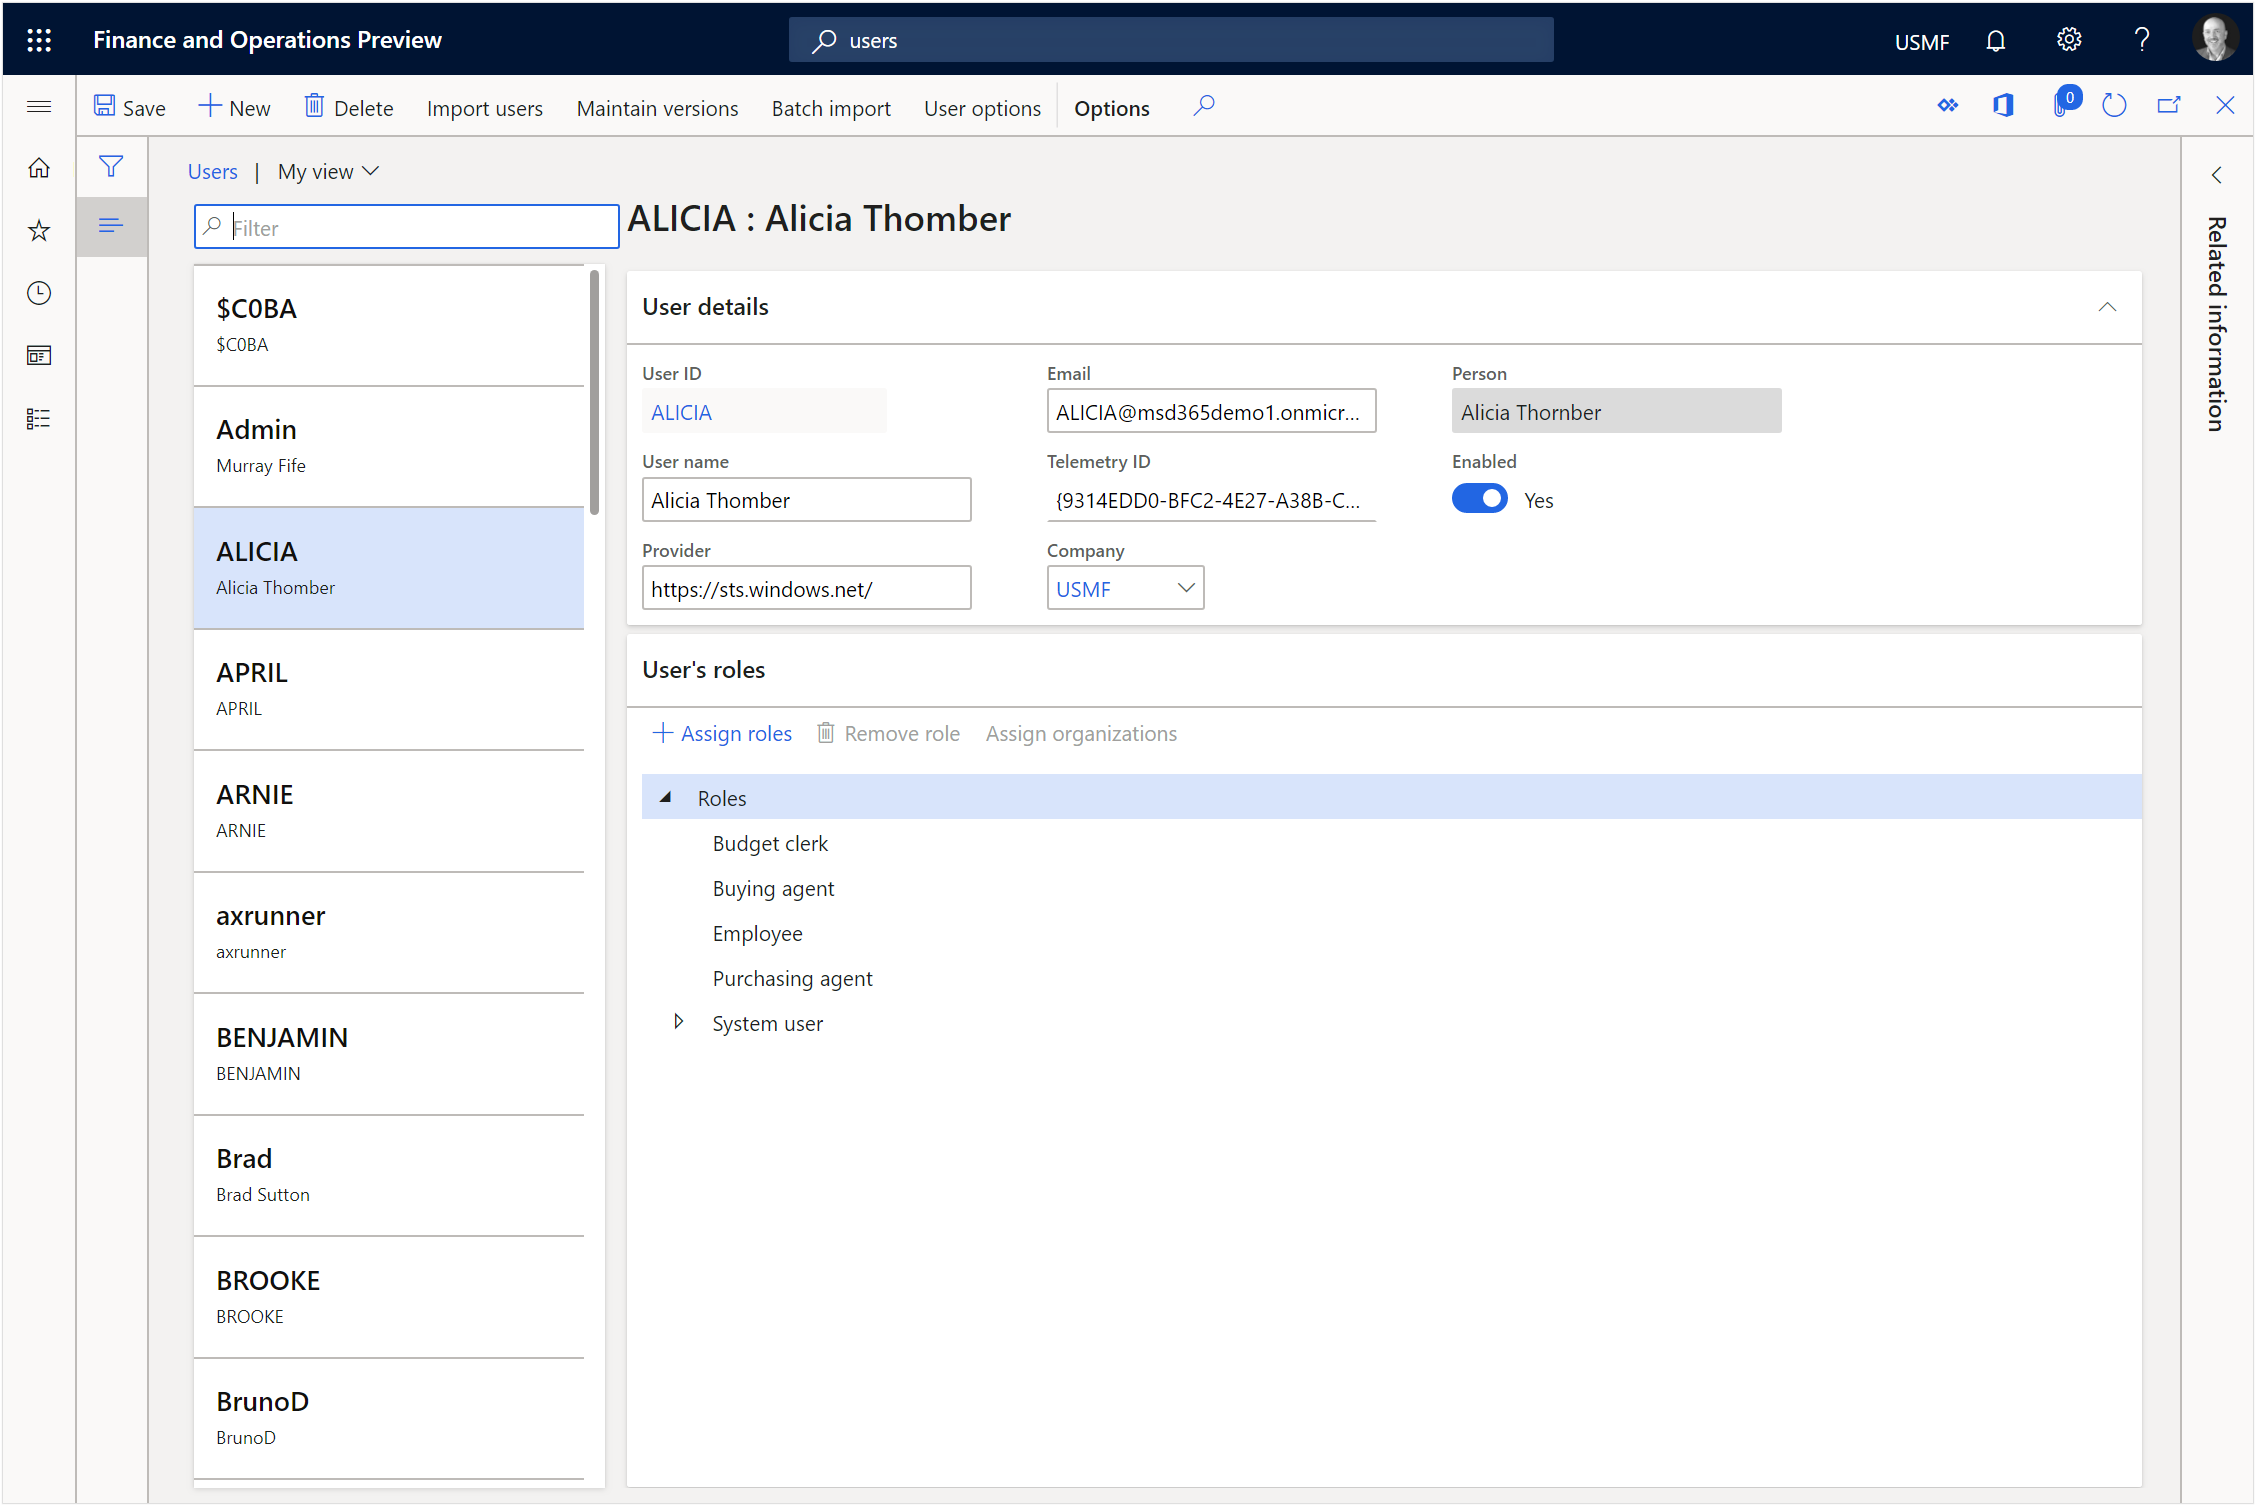 Finance and Operations Preview
users
USMF
?
Save
New
Delete
Import users
Maintain versions
Batch import
User options
Options
0
Users | My view
Filter
$C0BA
$C0BA
Admin
Murray Fife
ALICIA
Alicia Thomber
APRIL
APRIL
ARNIE
ARNIE
axrunner
axrunner
BENJAMIN
BENJAMIN
Brad
Brad Sutton
BROOKE
BROOKE
BrunoD
BrunoD
ALICIA : Alicia Thomber
User details
User ID
ALICIA
Email
ALICIA@msd365demo1.onmicr...
Person
Alicia Thornber
User name
Alicia Thomber
Telemetry ID
{9314EDD0-BFC2-4E27-A38B-C...
Enabled
Yes
Provider
https://sts.windows.net/
Company
USMF
User's roles
Assign roles
Remove role
Assign organizations
Roles
Budget clerk
Buying agent
Employee
Purchasing agent
System user
Related information